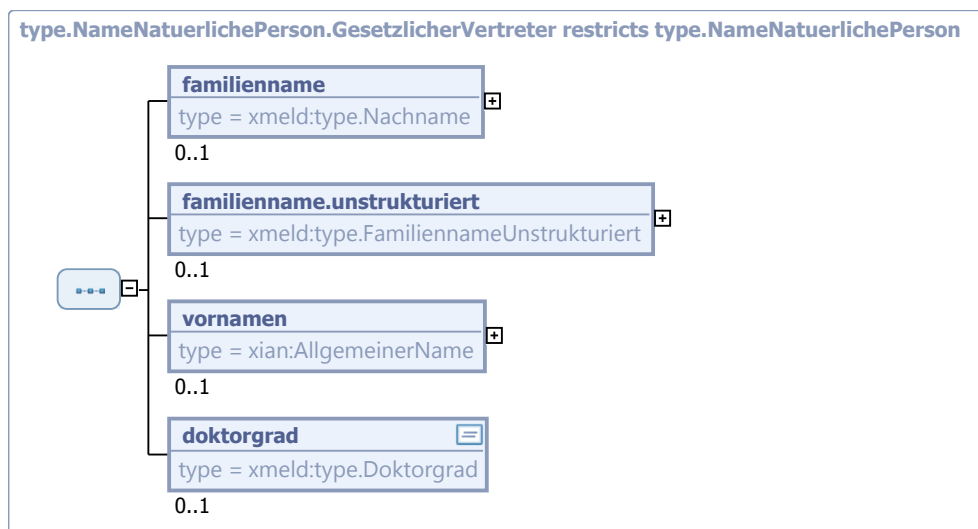 type.NameNatuerlichePerson.GesetzlicherVertreter restricts type.NameNatuerlichePerson
familienname
type = xmeld:type.Nachname
0..1
familienname.unstrukturiert
type = xmeld:type.FamiliennameUnstrukturiert
0..1
vornamen
type = xian:AllgemeinerName
0..1
doktorgrad
type = xmeld:type.Doktorgrad
0..1